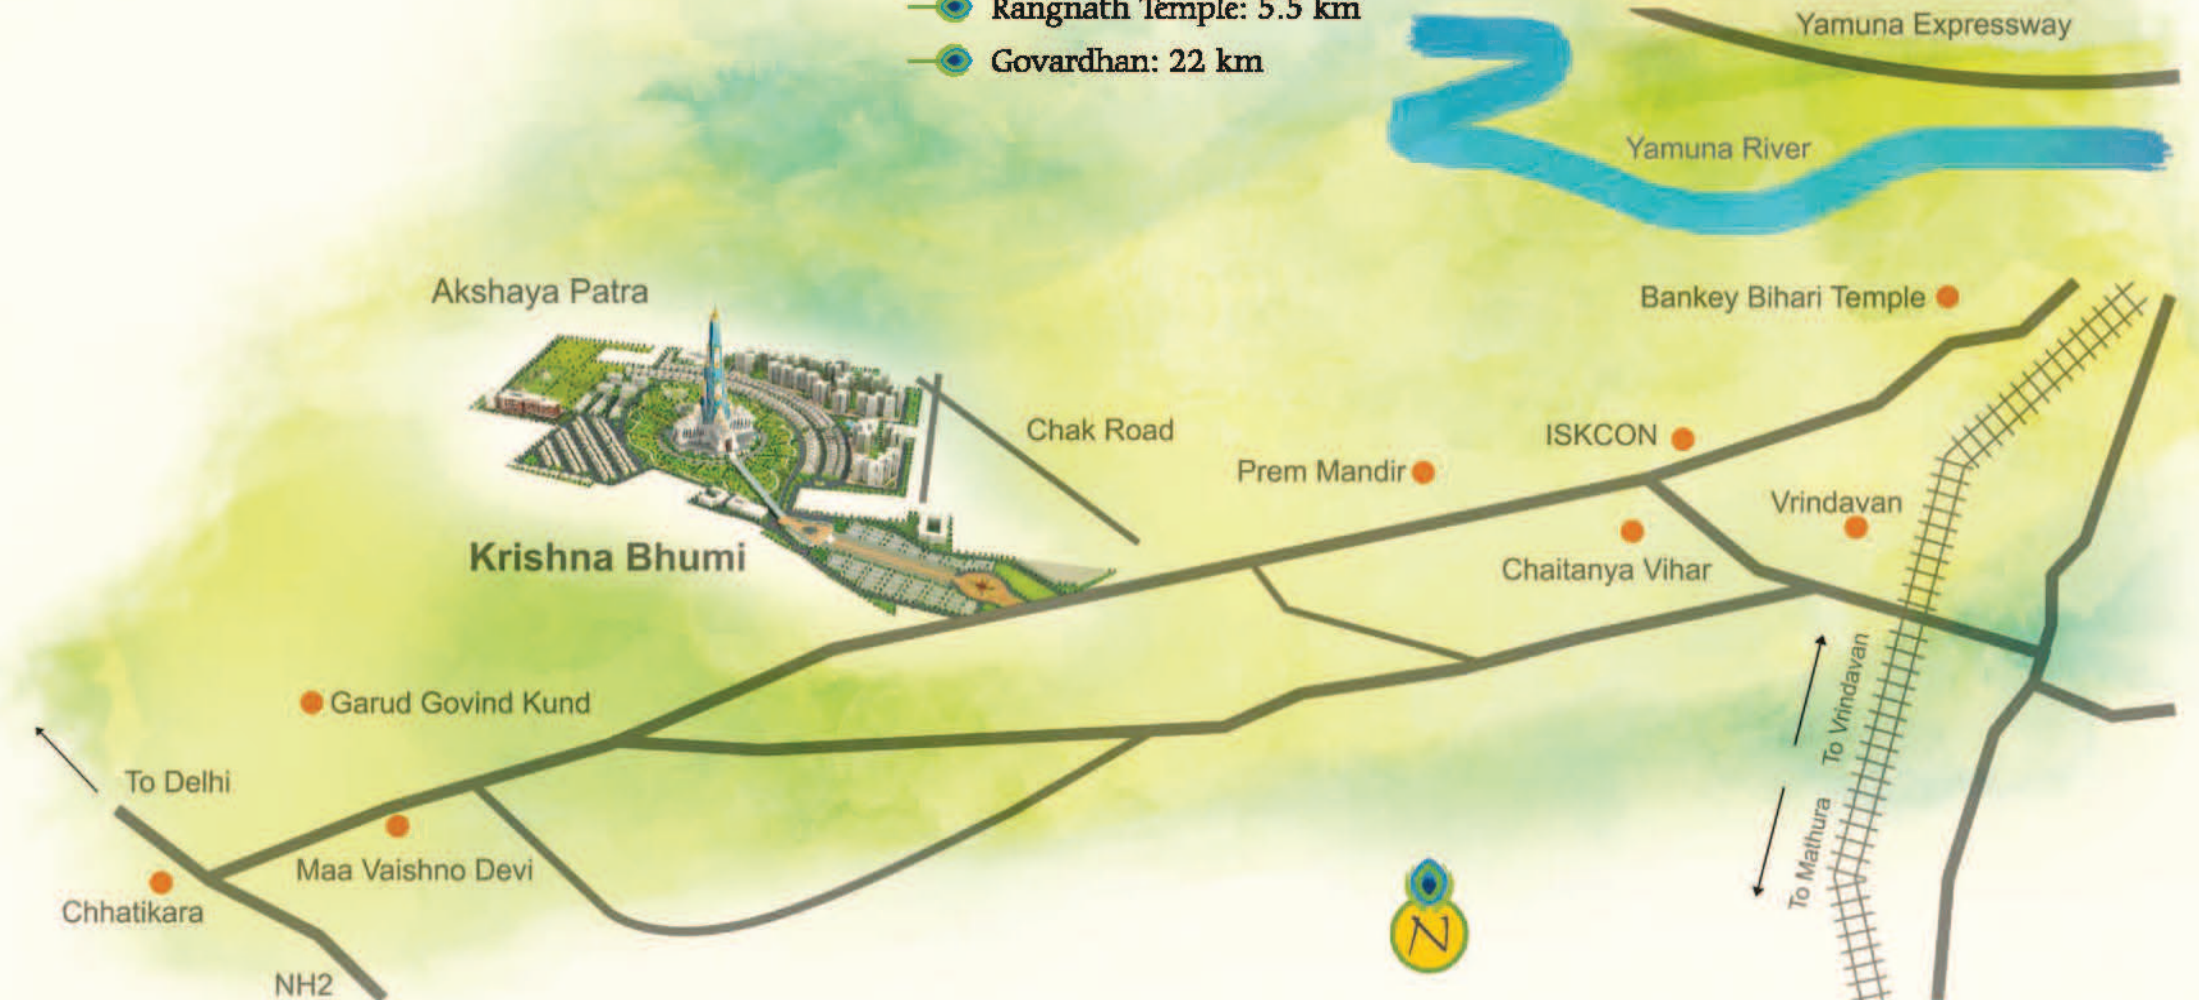 Rangnath Temple: 5.5 km
Govardhan: 22 km
Yamuna Expressway
Yamuna River
Akshaya Patra
Bankey Bihari Temple
Chak Road
ISKCON
Prem Mandir
Vrindavan
Krishna Bhumi
Chaitanya Vihar
Garud Govind Kund
To Vrindavan
To Delhi
To Mathura
Maa Vaishno Devi
Chhatikara
N
NH2